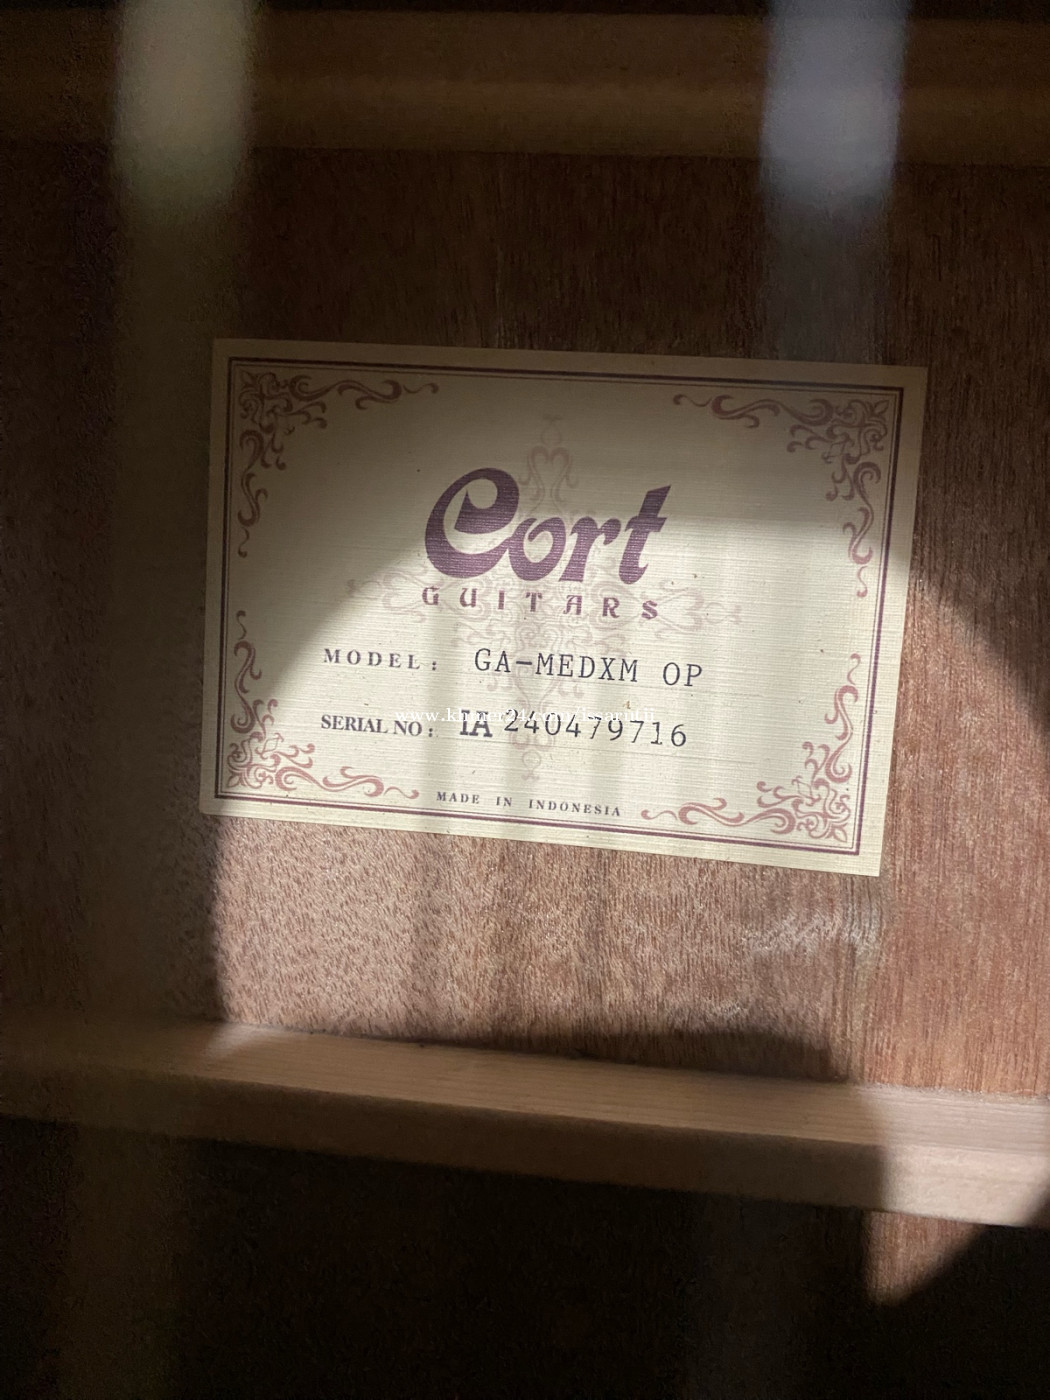 Cort
GUITARS
MODEL: GA-MEDXM OP
SERIAL NO: IA 240479716
MADE IN INDONESIA